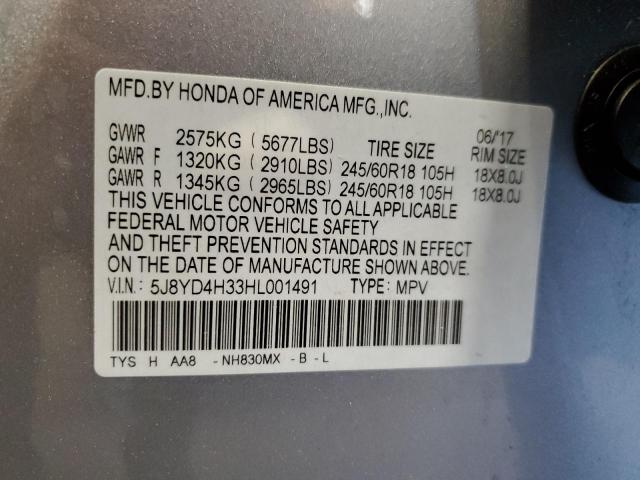 MFD.BY HONDA OF AMERICA MFG.,INC.
06/'17
GVWR 2575KG ( 5677LBS) TIRE SIZE RIM SIZE
GAWR F 1320KG ( 2910LBS) 245/60R18 105H 18X8.0J
GAWR R 1345KG ( 2965LBS) 245/60R18 105H 18X8.0J
THIS VEHICLE CONFORMS TO ALL APPLICABLE
FEDERAL MOTOR VEHICLE SAFETY
AND THEFT PREVENTION STANDARDS IN EFFECT
ON THE DATE OF MANUFACTURE SHOWN ABOVE.
V.I.N.: 5J8YD4H33HL001491 TYPE: MPV
TYS H AA8 -NH830MX -B -L